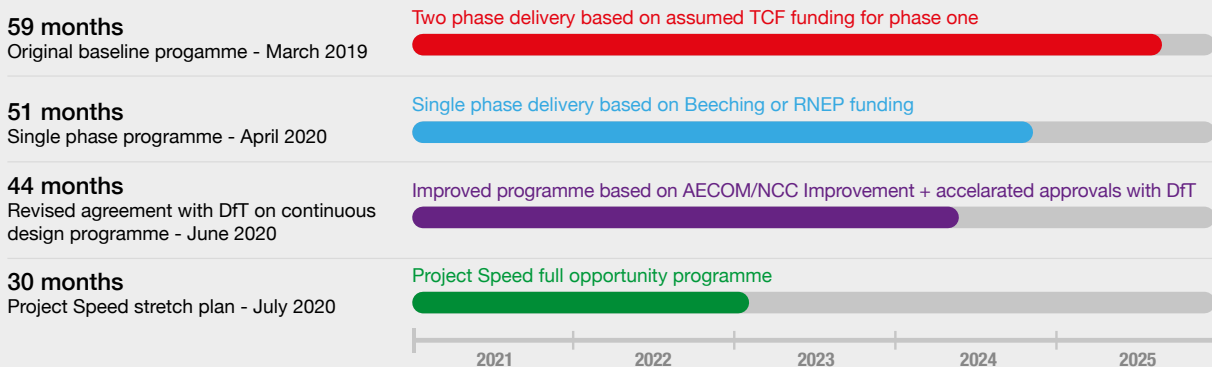 59 months
Original baseline progamme - March 2019
Two phase delivery based on assumed TCF funding for phase one
51 months
Single phase programme - April 2020
Single phase delivery based on Beeching or RNEP funding
44 months
Revised agreement with DfT on continuous
design programme - June 2020
Improved programme based on AECOM/NCC Improvement + accelarated approvals with DfT
30 months
Project Speed stretch plan - July 2020
Project Speed full opportunity programme
2021 2022 2023 2024 2025